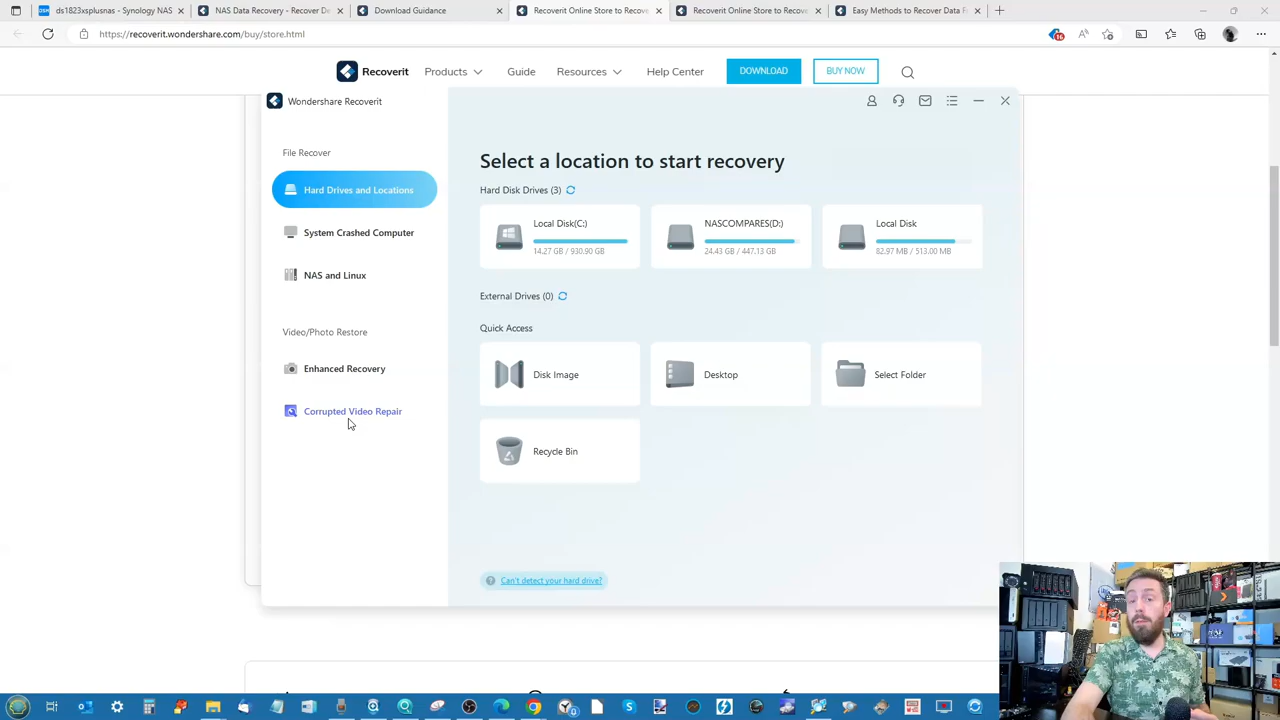 ds1823xsplusnas - Synology NAS
NAS Data Recovery - Recover De
Download Guidance
Recoverit Online Store to Recove
Recoverit Online Store to Recove
Easy Methods to Recover Data F
https://recoverit.wondershare.com/buy/store.html
16
Recoverit
Products
Guide
Resources
Help Center
DOWNLOAD
BUY NOW
Wondershare Recoverit
File Recover
Hard Drives and Locations
System Crashed Computer
NAS and Linux
Video/Photo Restore
Enhanced Recovery
Corrupted Video Repair
Select a location to start recovery
Hard Disk Drives (3)
Local Disk(C:)
14.27 GB / 930.90 GB
NASCOMPARES(D:)
24.43 GB / 447.13 GB
Local Disk
82.97 MB / 513.00 MB
External Drives (0)
Quick Access
Disk Image
Desktop
Select Folder
Recycle Bin
Can't detect your hard drive?